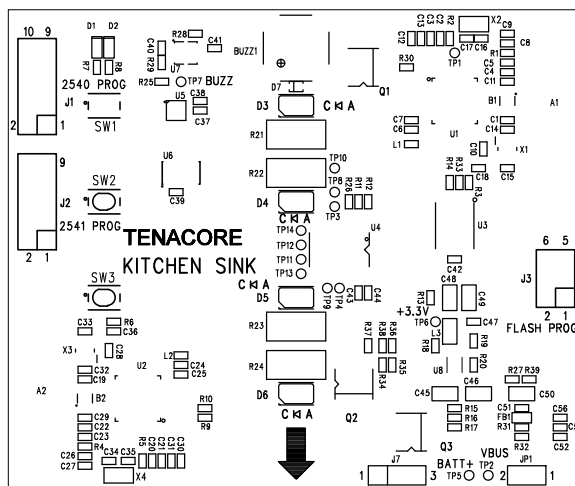 10 9
D1 D2
R7 R8
2540 PROG
J1
2 1
SW1
R28
C40
R29
U7
C41
R25
TP7 BUZZ
U5
C38
C37
BUZZ1
D7
D3
C A
R21
Q1
R30
C12 C13 C3 C2 R2
X2
C17 C16
TP1
C9
C8
R1
C5
C4
C11
B1
A1
C7
C6
L1
U1
C1
C14
C10
X1
9
J2
2 1
SW2
2541 PROG
U6
C39
R22
D4
C A
TP10
TP8
TP3
R26 R11 R12
R14 R33 R3
C18
C15
TENACORE
KITCHEN SINK
TP14
TP12
TP11
TP13
U4
U3
C42
C48
C49
R13
J3
6 5
2 1
FLASH PROG
SW3
C A
D5
TP9 TP4
C43 C44
+3.3V
TP6
L3
C47
C33
R6
C36
X3
C28
U2
L2
C24
C25
R23
R24
R37 R38 R36
R35
R34
R18
R19
R20
U8
C32
C19
A2
B2
C29
C22
C23
R4
C26
C27
R10
R9
D6
C A
Q2
C45
C46
R15
R16
R17
R27 R39
C50
C51
FB1
R31
R32
C56
C34 C35
X4
R5 C20 C21 C31 C30
Q3
J7
1 3
BATT+
TP5
VBUS
TP2
JP1
2 1